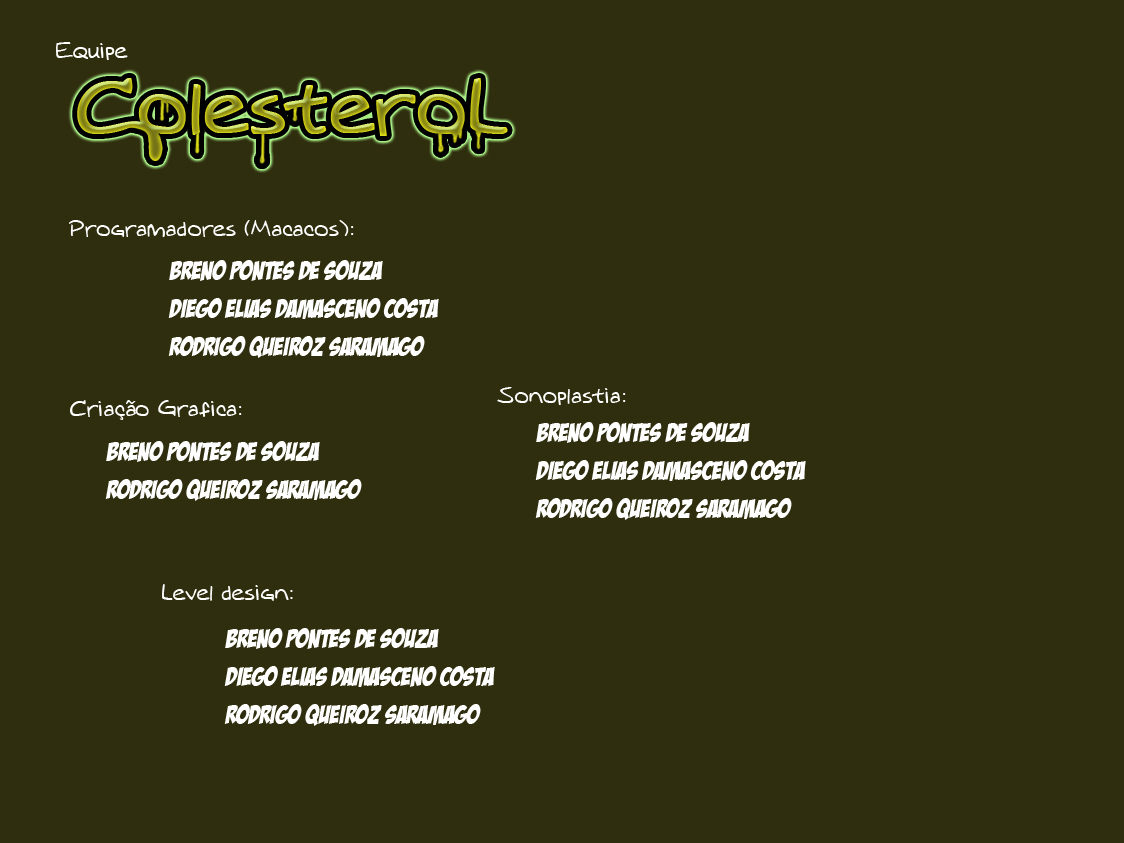 Equipe
Colesterol
Programadores (Macacos):
BRENO PONTES DE SOUZA
DIEGO ELIAS DAMASCENO COSTA
RODRIGO QUEIROZ SARAMAGO
Criação Grafica:
BRENO PONTES DE SOUZA
RODRIGO QUEIROZ SARAMAGO
Sonoplastia:
BRENO PONTES DE SOUZA
DIEGO ELIAS DAMASCENO COSTA
RODRIGO QUEIROZ SARAMAGO
Level design:
BRENO PONTES DE SOUZA
DIEGO ELIAS DAMASCENO COSTA
RODRIGO QUEIROZ SARAMAGO